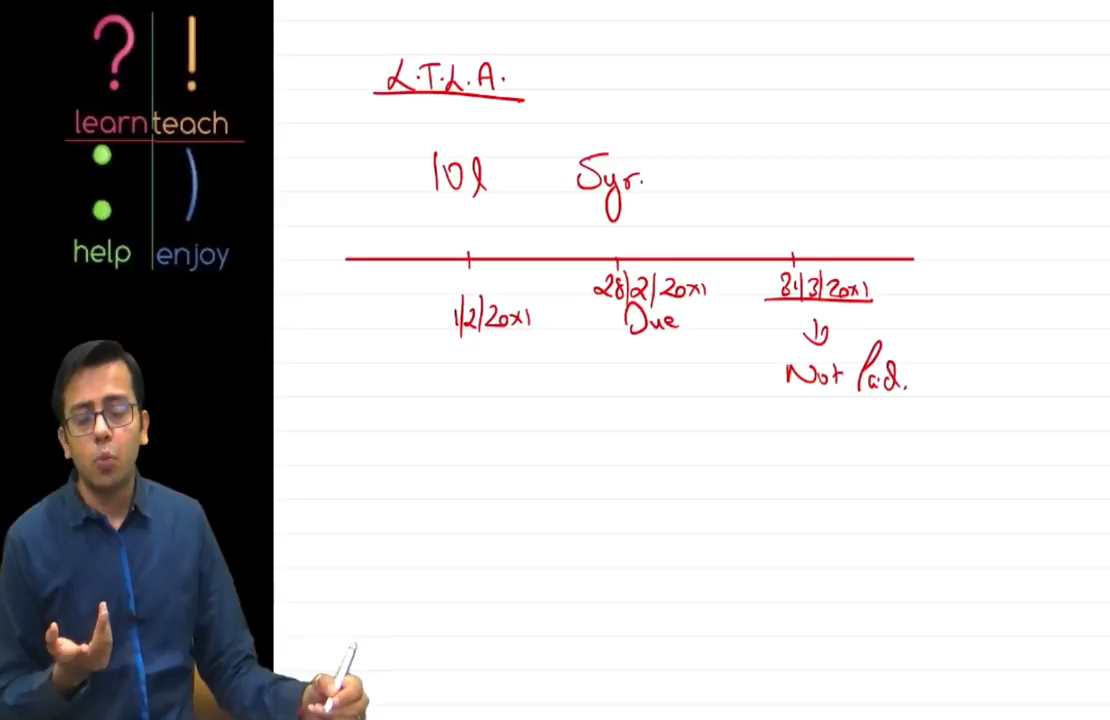 ? !
learn teach
: )
help enjoy
L.T.L.A.
10l 5yr.
1/2/20x1
28/2/20x1
Due
31/3/20x1
Not Paid.